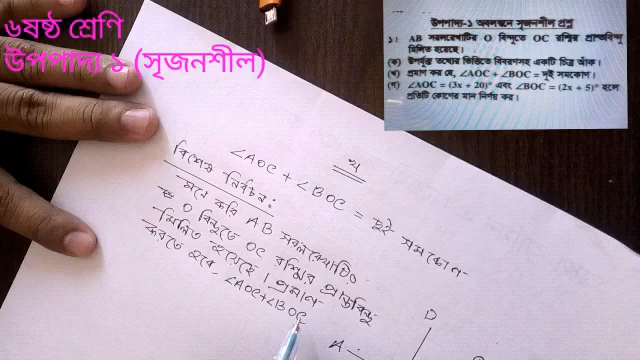 ৬ষষ্ঠ শ্রেণি
উপপাদ্য ১ (সৃজনশীল)
উপপাদ্য-১ অবলম্বনে সৃজনশীল প্রশ্ন
১। AB সরলরেখাটির O বিন্দুতে OC রশ্মির প্রান্তবিন্দু
মিলিত হয়েছে।
(ক) উপর্যুক্ত তথ্যের ভিত্তিতে বিবরণসহ একটি চিত্র আঁক।
(খ) প্রমাণ কর যে, ∠AOC + ∠BOC = দুই সমকোণ।
(গ) ∠AOC = (3x + 20)° এবং ∠BOC = (2x + 5)° হলে
প্রতিটি কোণের মান নির্ণয় কর।
খ
∠AOC + ∠BOC = দুই সমকোণ
বিশেষ নির্বচন:
মনে করি AB সরলরেখাটির
O বিন্দুতে OC রশ্মির প্রান্তবিন্দু
মিলিত হয়েছে। প্রমাণ
করতে হবে, ∠AOC+∠BOC
D
A